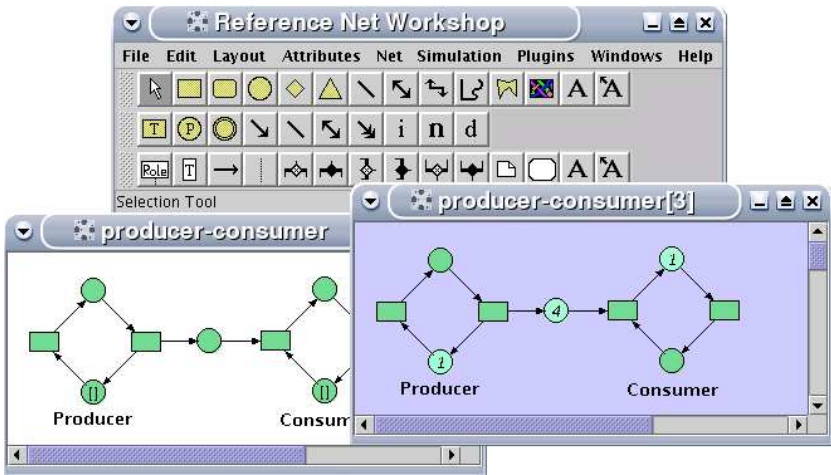 Reference Net Workshop
File Edit Layout Attributes Net Simulation Plugins Windows Help
A A
T P i n d
Role T A A
Selection Tool
producer-consumer
[]
[]
Producer
producer-consumer[3]
1
4
1
Producer Consumer